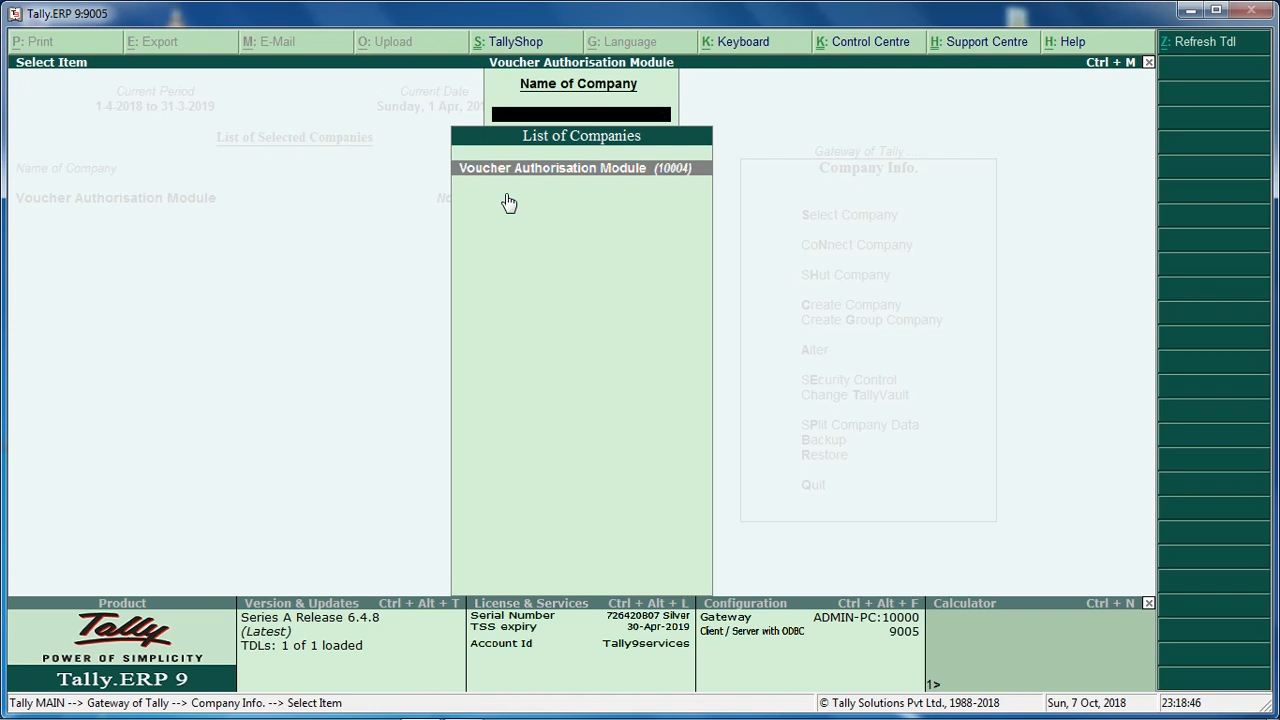 Tally.ERP 9:9005
P: Print
E: Export
M: E-Mail
O: Upload
S: TallyShop
G: Language
K: Keyboard
K: Control Centre
H: Support Centre
H: Help
Z: Refresh Tdl
Select Item
Voucher Authorisation Module
Ctrl + M
Name of Company
Current Period
1-4-2018 to 31-3-2019
Current Date
Sunday, 1 Apr, 20
List of Selected Companies
Name of Company
Voucher Authorisation Module
No
List of Companies
Voucher Authorisation Module (10004)
Gateway of Tally ......
Company Info.
Select Company
CoNnect Company
SHut Company
Create Company
Create Group Company
Alter
SEcurity Control
Change TallyVault
SPlit Company Data
Backup
Restore
Quit
Product
Tally
POWER OF SIMPLICITY
Tally.ERP 9
Version & Updates Ctrl + Alt + T
Series A Release 6.4.8
(Latest)
TDLs: 1 of 1 loaded
License & Services Ctrl + Alt + L
Serial Number 726420807 Silver
TSS expiry 30-Apr-2019
Account Id Tally9services
Configuration Ctrl + Alt + F
Gateway ADMIN-PC:10000
Client / Server with ODBC 9005
Calculator Ctrl + N
1>
Tally MAIN --> Gateway of Tally --> Company Info. --> Select Item
© Tally Solutions Pvt Ltd., 1988-2018
Sun, 7 Oct, 2018
23:18:46